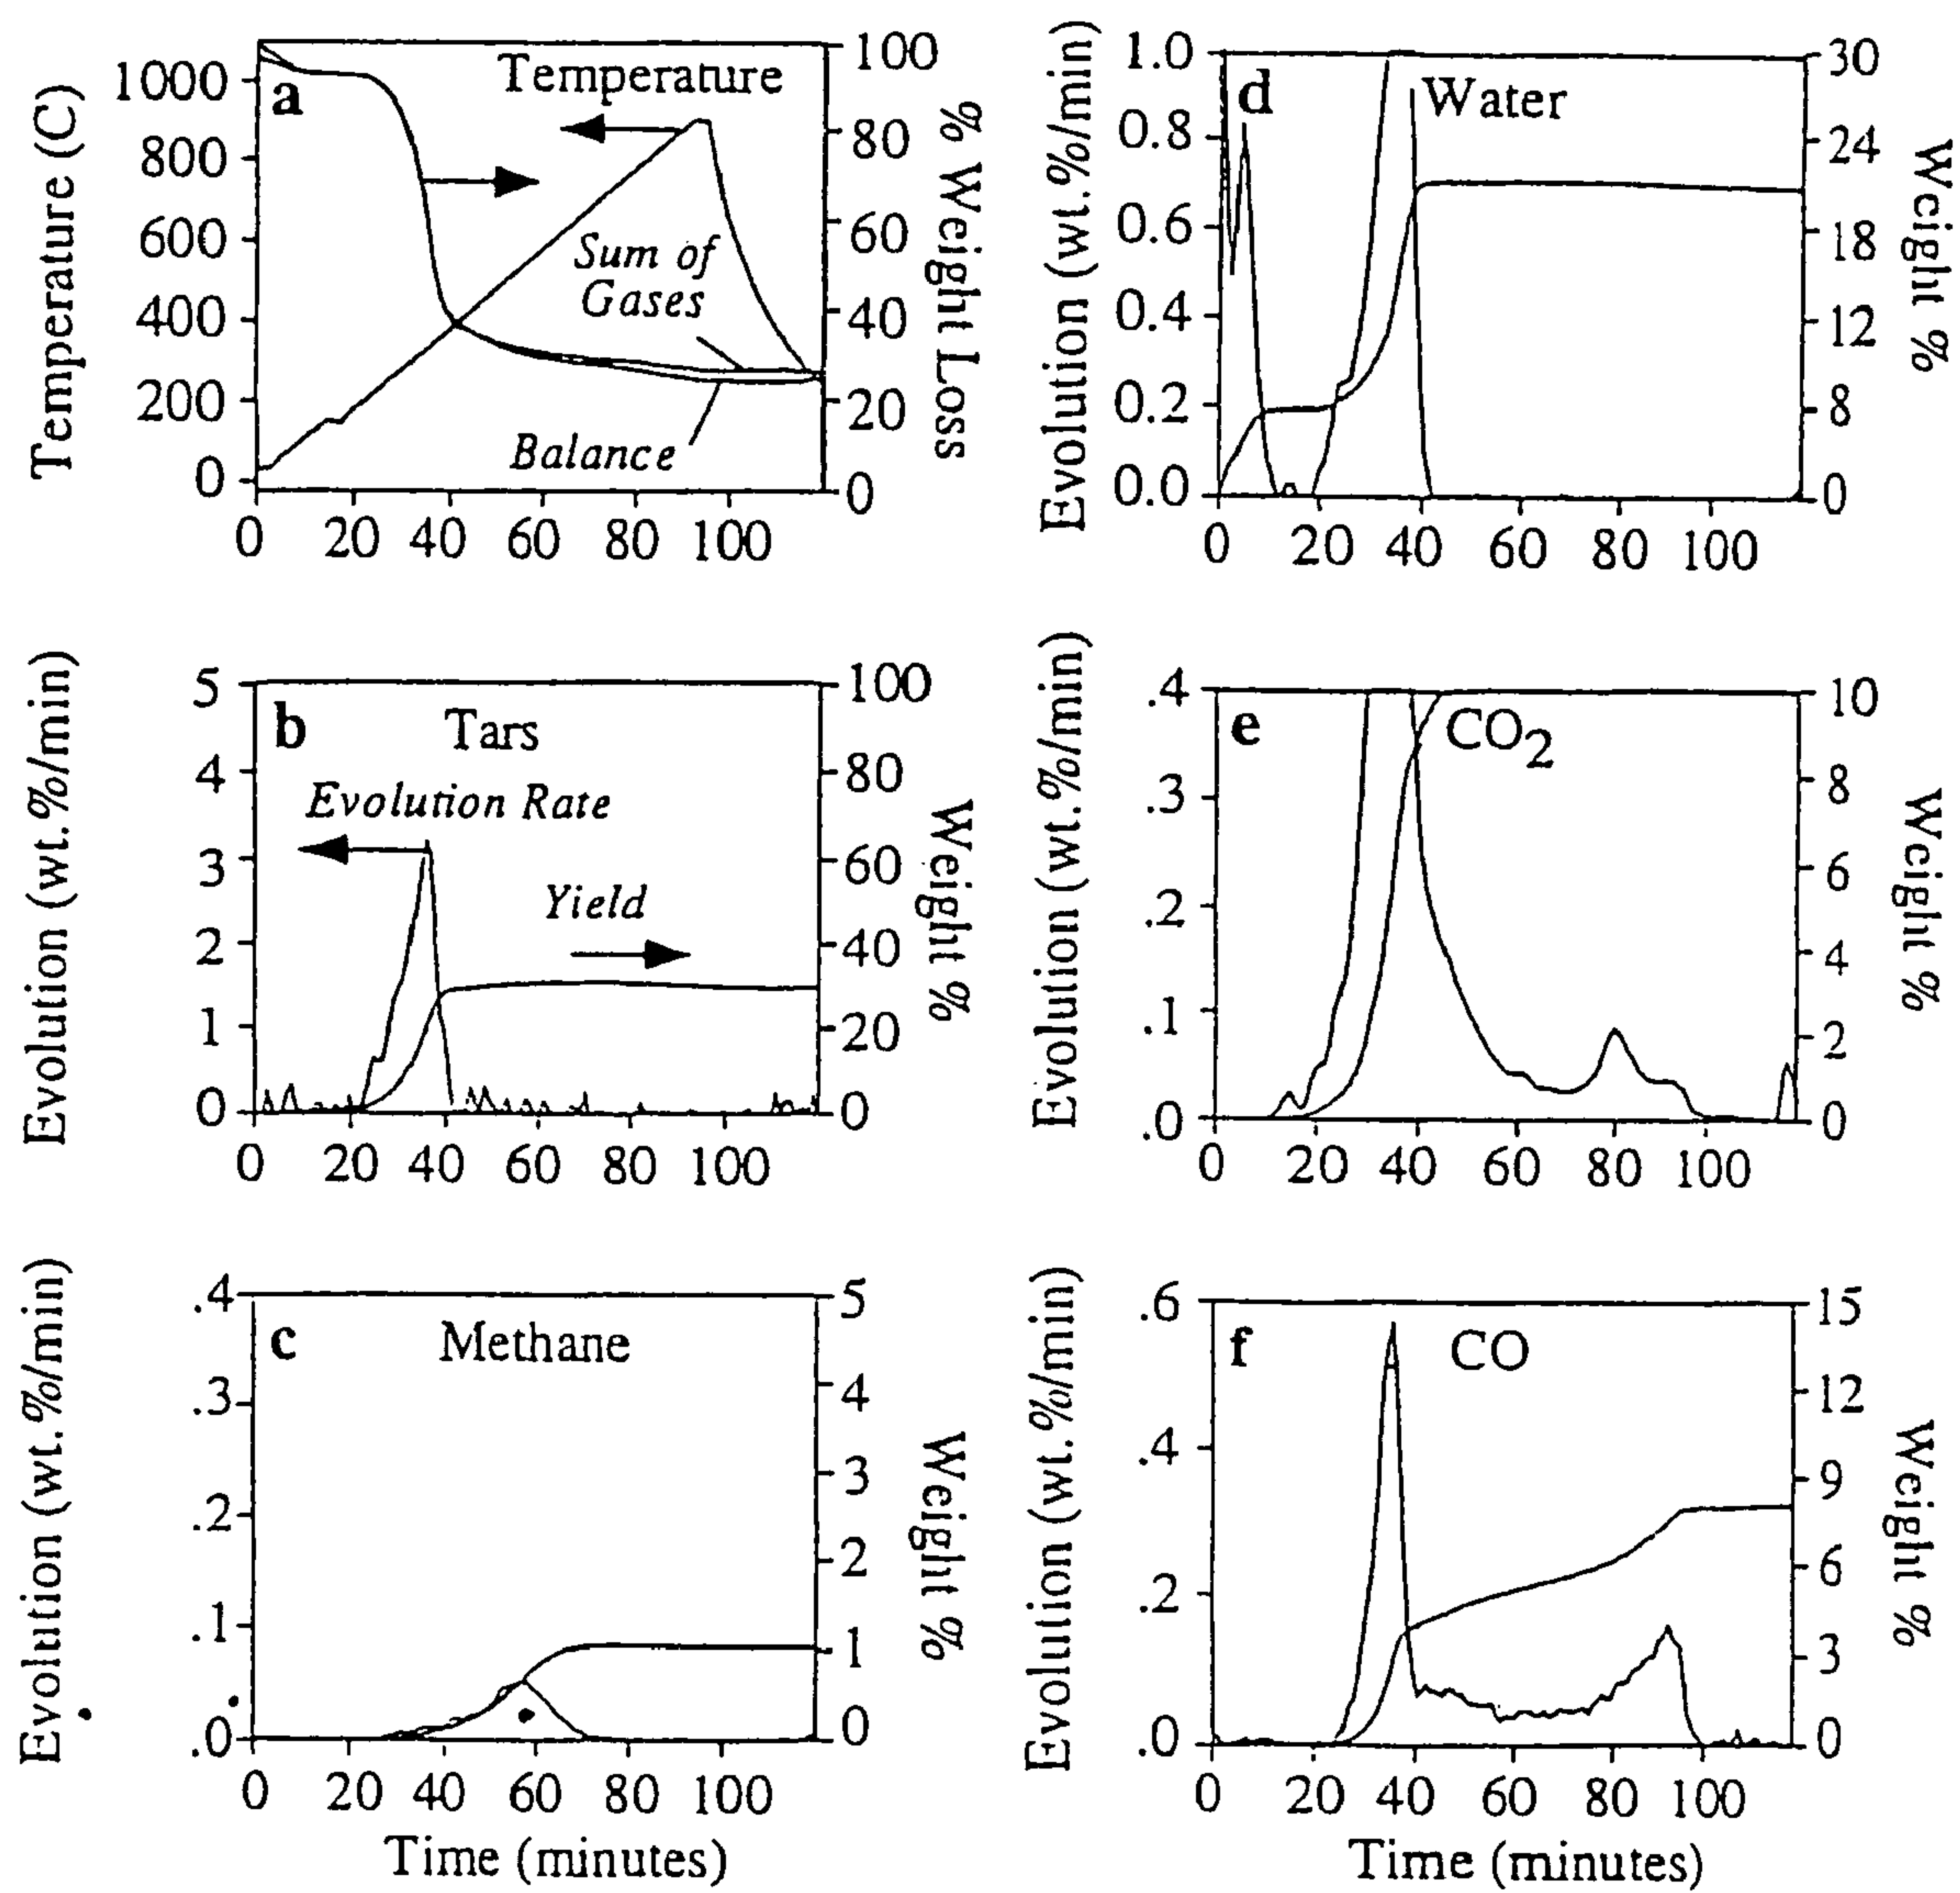 a
Temperature
Sum of
Gases
Balance
Temperature (C)
1000
800
600
400
200
0
% Weight Loss
100
80
60
40
20
0
0 20 40 60 80 100
d
Water
Evolution (wt.%/min)
1.0
0.8
0.6
0.4
0.2
0.0
Weight %
30
24
18
12
8
0
0 20 40 60 80 100
b
Tars
Evolution Rate
Yield
Evolution (wt.%/min)
5
4
3
2
1
0
Weight %
100
80
60
40
20
0
0 20 40 60 80 100
e
CO2
Evolution (wt.%/min)
.4
.3
.2
.1
.0
Weight %
10
8
6
4
2
0
0 20 40 60 80 100
c
Methane
Evolution (wt.%/min)
.4
.3
.2
.1
.0
Weight %
5
4
3
2
1
0
0 20 40 60 80 100
Time (minutes)
f
CO
Evolution (wt.%/min)
.6
.4
.2
.0
Weight %
15
12
9
6
3
0
0 20 40 60 80 100
Time (minutes)